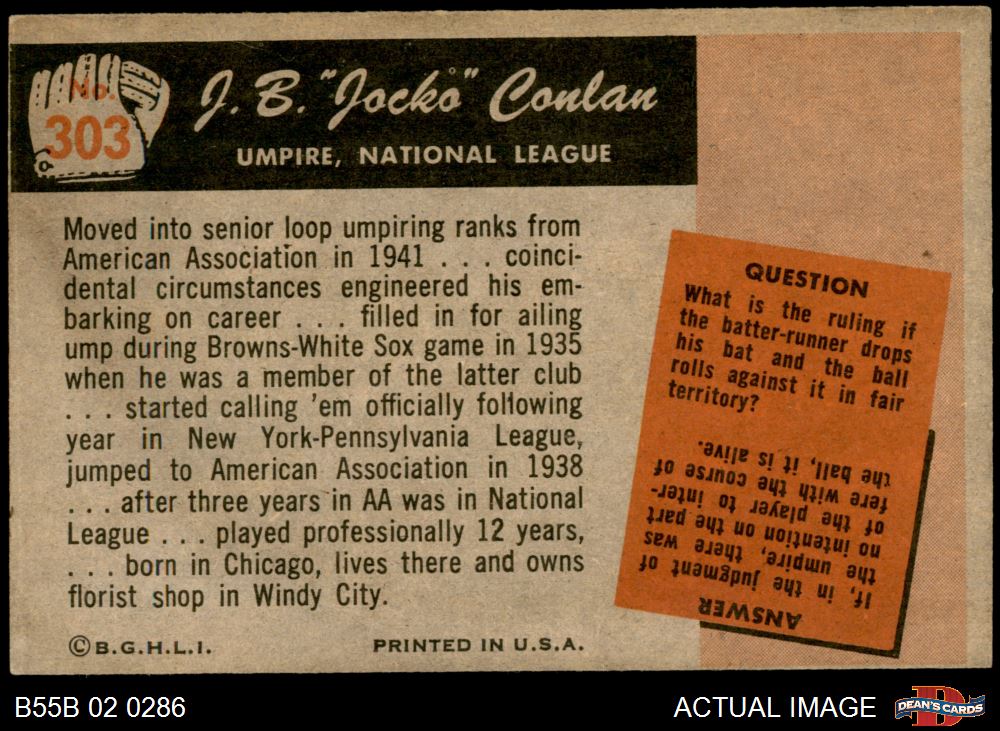 No.
303
J. B. "Jocko" Conlan
UMPIRE, NATIONAL LEAGUE
Moved into senior loop umpiring ranks from
American Association in 1941 . . . coinci-
dental circumstances engineered his em-
barking on career . . . filled in for ailing
ump during Browns-White Sox game in 1935
when he was a member of the latter club
. . . started calling 'em officially following
year in New York-Pennsylvania League,
jumped to American Association in 1938
. . . after three years in AA was in National
League . . . played professionally 12 years,
. . . born in Chicago, lives there and owns
florist shop in Windy City.
©B.G.H.L.I.
PRINTED IN U.S.A.
QUESTION
What is the ruling if
the batter-runner drops
his bat and the ball
rolls against it in fair
territory?
ANSWER
If, in the judgment of
the umpire, there was
no intention on the part
of the player to inter-
fere with the course of
the ball, it is alive.
B55B 02 0286
ACTUAL IMAGE
DEAN'S CARDS